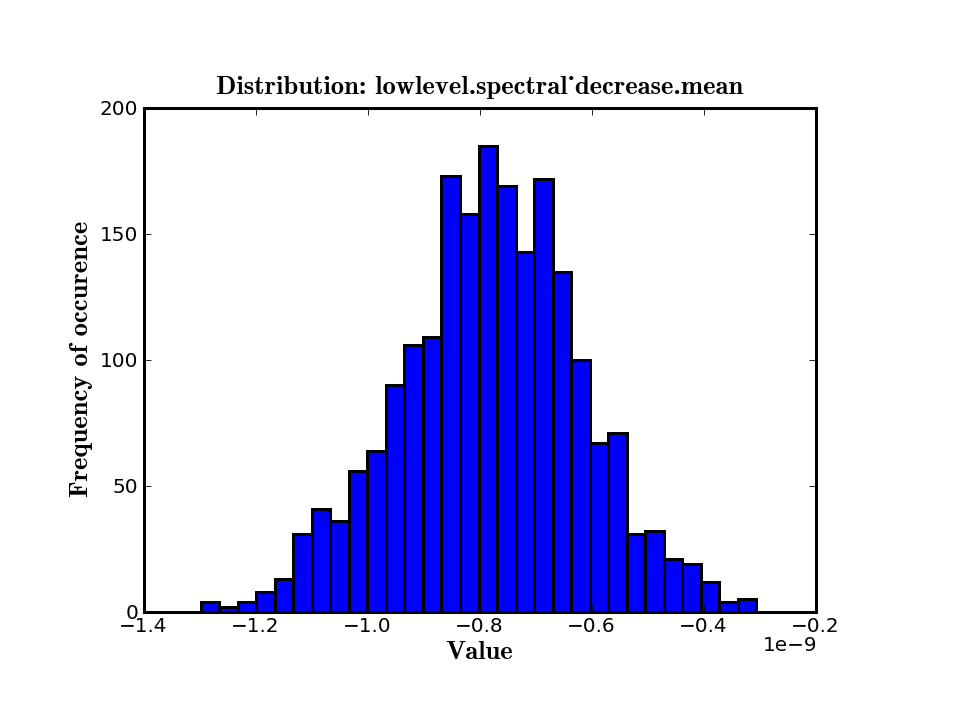 Distribution: lowlevel.spectral˙decrease.mean
200
150
100
50
0
Frequency of occurence
−1.4 −1.2 −1.0 −0.8 −0.6 −0.4 −0.2
1e−9
Value